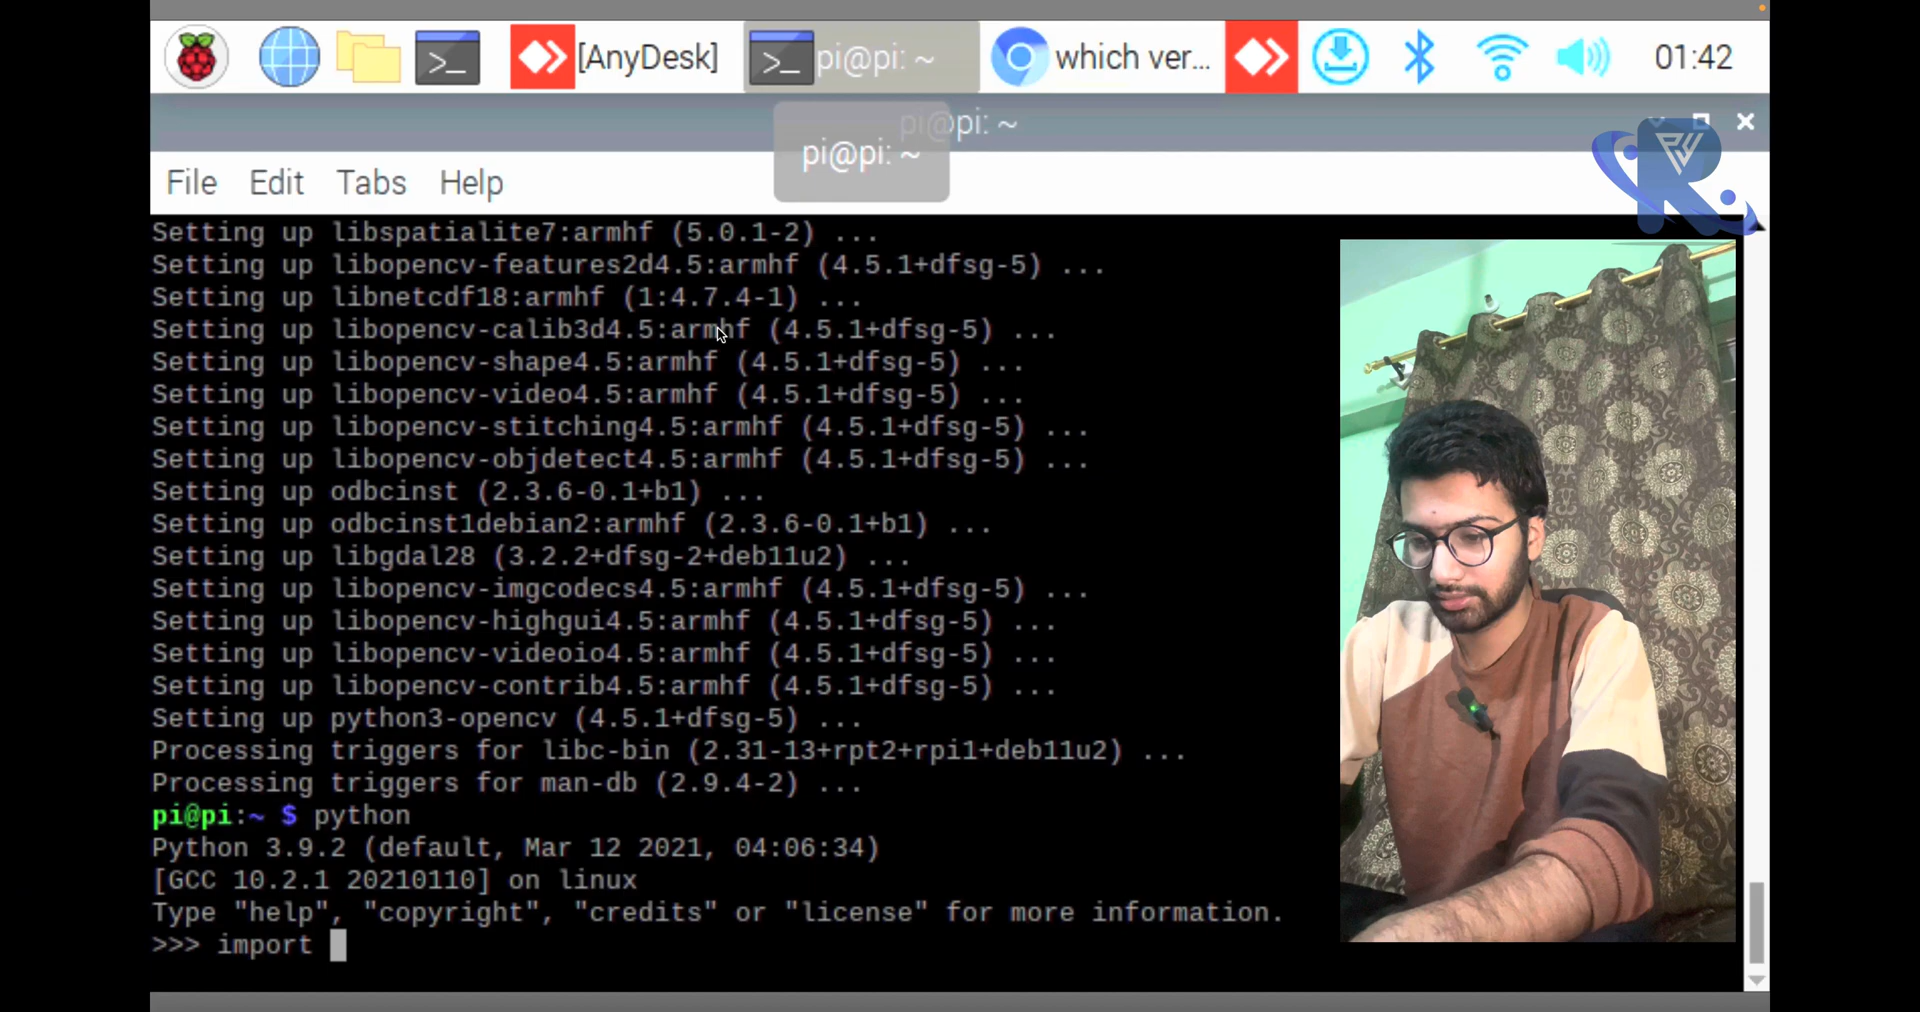 [AnyDesk] pi@pi: ~ which ver... 01:42
pi@pi: ~
pi@pi: ~
File Edit Tabs Help
Setting up libspatialite7:armhf (5.0.1-2) ...
Setting up libopencv-features2d4.5:armhf (4.5.1+dfsg-5) ...
Setting up libnetcdf18:armhf (1:4.7.4-1) ...
Setting up libopencv-calib3d4.5:armhf (4.5.1+dfsg-5) ...
Setting up libopencv-shape4.5:armhf (4.5.1+dfsg-5) ...
Setting up libopencv-video4.5:armhf (4.5.1+dfsg-5) ...
Setting up libopencv-stitching4.5:armhf (4.5.1+dfsg-5) ...
Setting up libopencv-objdetect4.5:armhf (4.5.1+dfsg-5) ...
Setting up odbcinst (2.3.6-0.1+b1) ...
Setting up odbcinst1debian2:armhf (2.3.6-0.1+b1) ...
Setting up libgdal28 (3.2.2+dfsg-2+deb11u2) ...
Setting up libopencv-imgcodecs4.5:armhf (4.5.1+dfsg-5) ...
Setting up libopencv-highgui4.5:armhf (4.5.1+dfsg-5) ...
Setting up libopencv-videoio4.5:armhf (4.5.1+dfsg-5) ...
Setting up libopencv-contrib4.5:armhf (4.5.1+dfsg-5) ...
Setting up python3-opencv (4.5.1+dfsg-5) ...
Processing triggers for libc-bin (2.31-13+rpt2+rpi1+deb11u2) ...
Processing triggers for man-db (2.9.4-2) ...
pi@pi:~ $ python
Python 3.9.2 (default, Mar 12 2021, 04:06:34)
[GCC 10.2.1 20210110] on linux
Type "help", "copyright", "credits" or "license" for more information.
>>> import